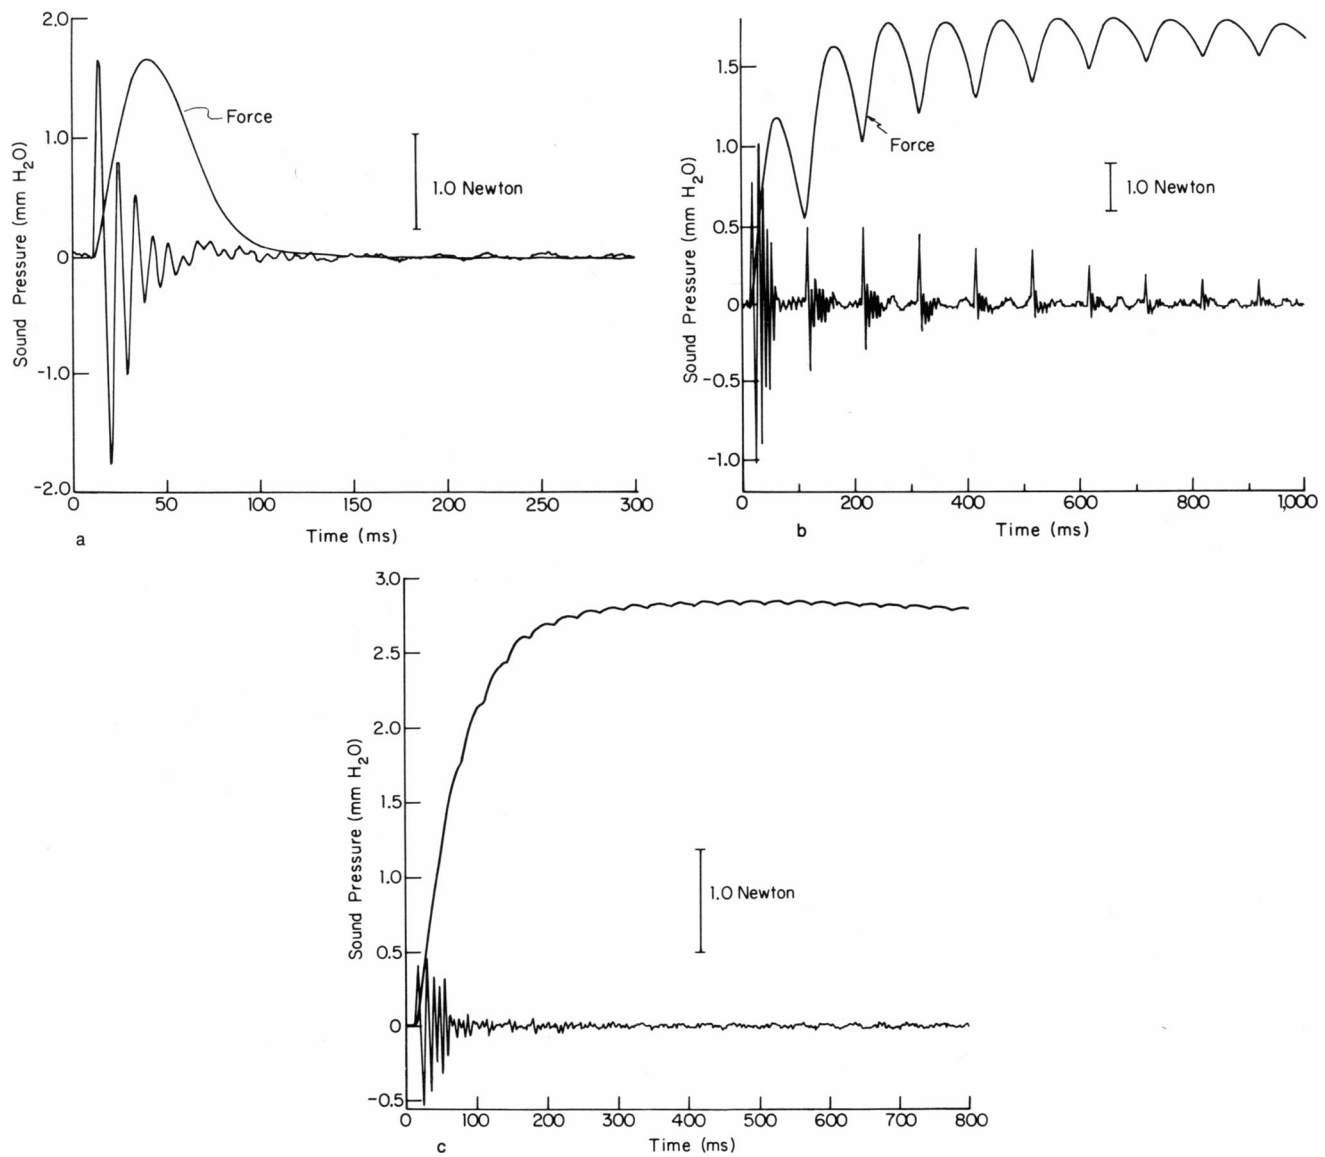 2.0
1.0
0
-1.0
-2.0
Sound Pressure (mm H₂O)
Force
1.0 Newton
0 50 100 150 200 250 300
Time (ms)
a
1.5
1.0
0.5
0
-0.5
-1.0
Sound Pressure (mm H₂O)
Force
1.0 Newton
0 200 400 600 800 1,000
Time (ms)
b
3.0
2.5
2.0
1.5
1.0
0.5
0
-0.5
Sound Pressure (mm H₂O)
1.0 Newton
0 100 200 300 400 500 600 700 800
Time (ms)
c